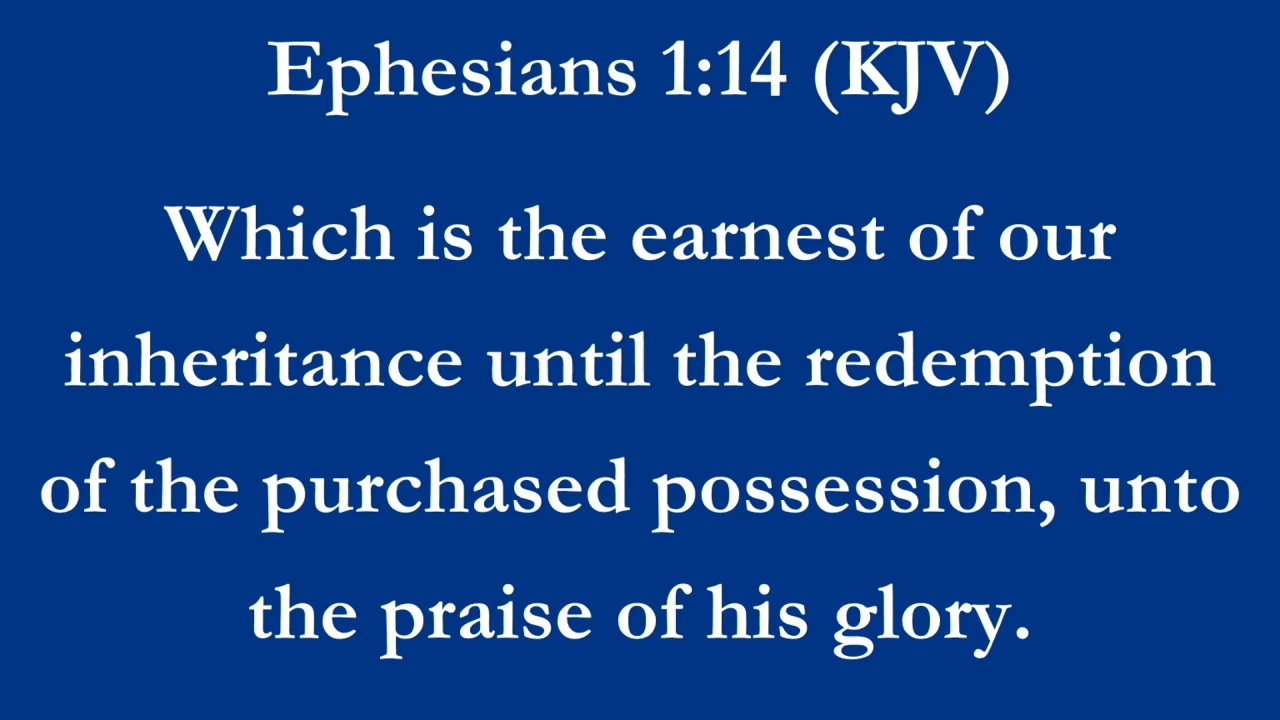 Ephesians 1:14 (KJV)
Which is the earnest of our
inheritance until the redemption
of the purchased possession, unto
the praise of his glory.